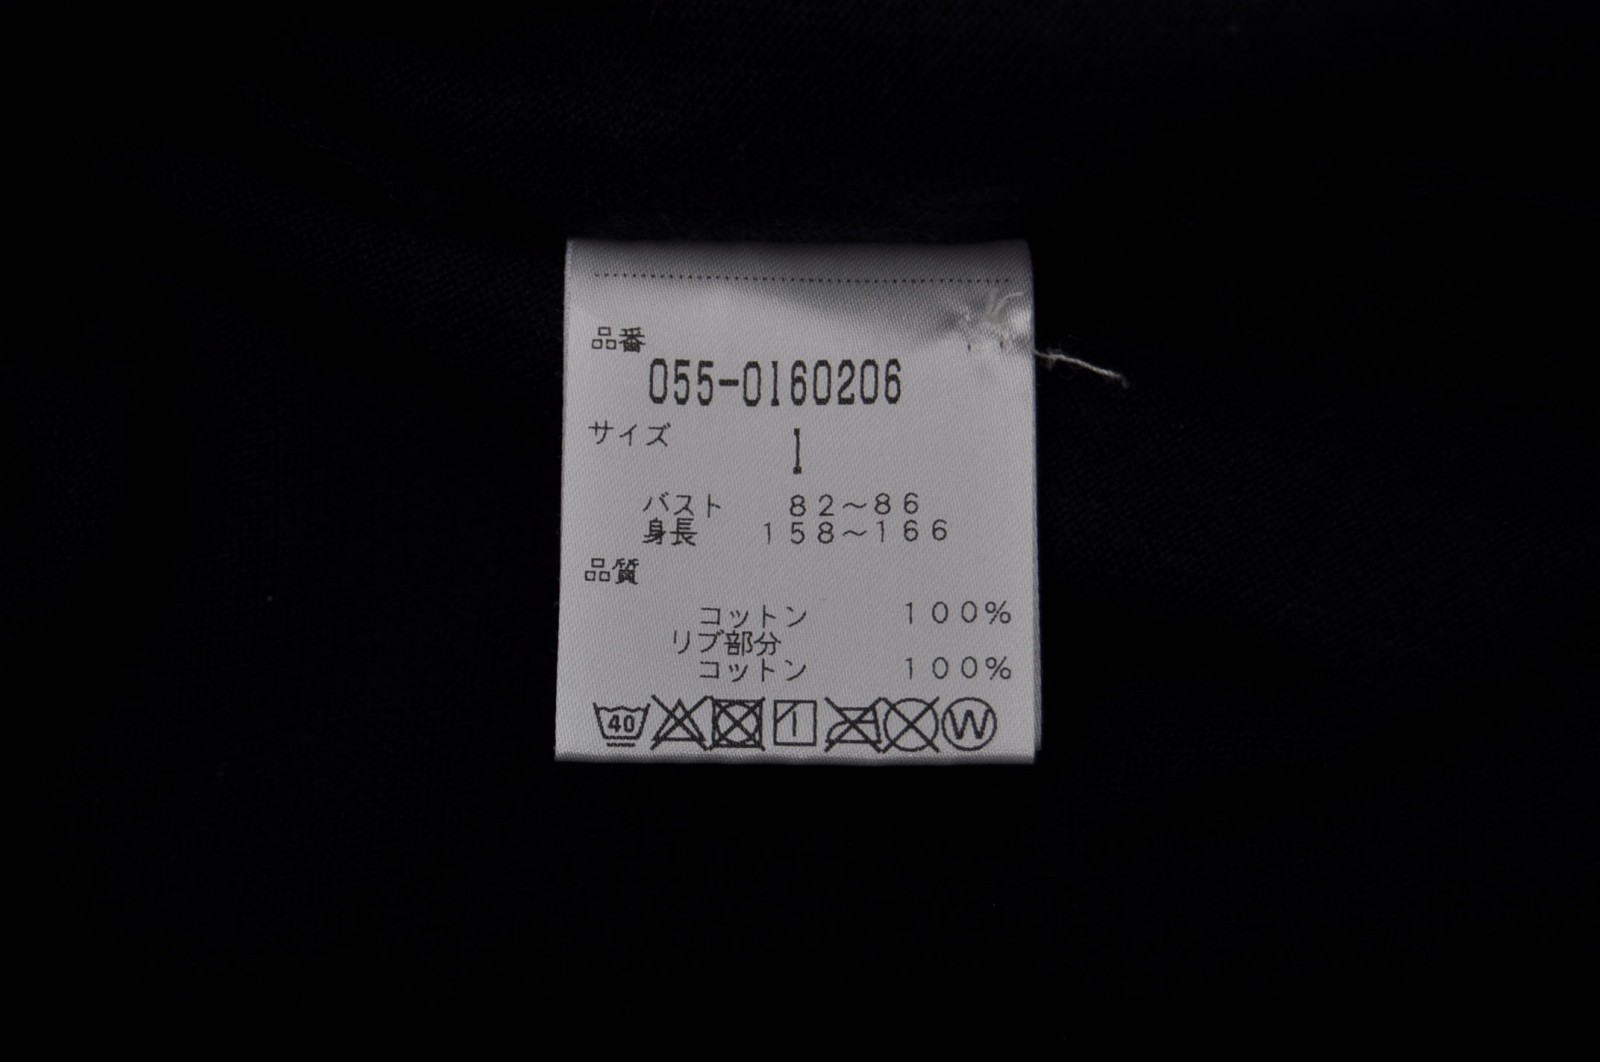 品番
055-0160206
サイズ 1
バスト 82~86
身長 158~166
品質
コットン 100%
リブ部分
コットン 100%
40 W